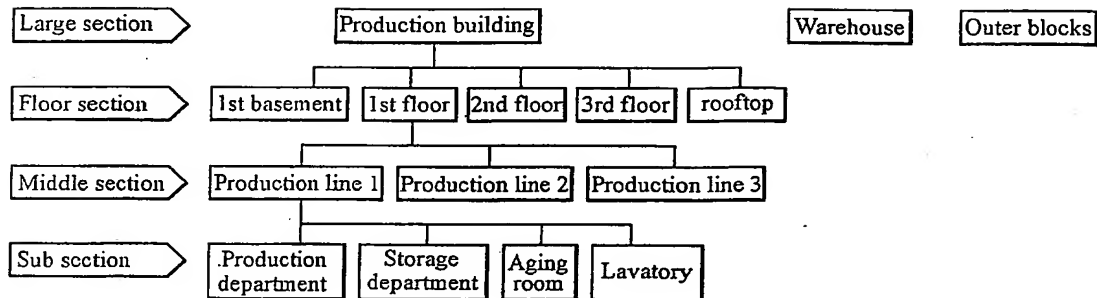 Large section Production building Warehouse Outer blocks
Floor section 1st basement 1st floor 2nd floor 3rd floor rooftop
Middle section Production line 1 Production line 2 Production line 3
Sub section .Production department Storage department Aging room Lavatory